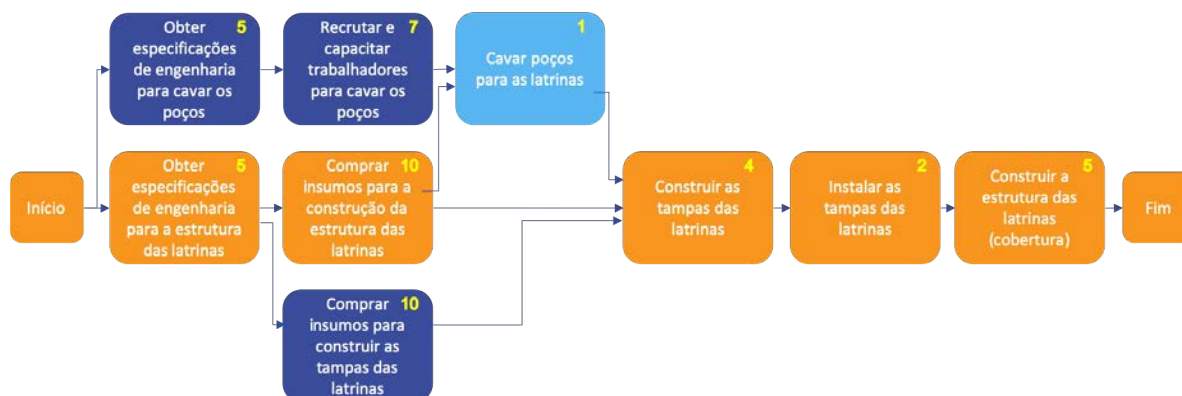 Obter 5
especificações
de engenharia
para cavar os
poços
Recrutar e 7
capacitar
trabalhadores
para cavar os
poços
1
Cavar poços
para as latrinas
Início
Obter 5
especificações
de engenharia
para a estrutura
das latrinas
Comprar 10
insumos para a
construção da
estrutura das
latrinas
4
Construir as
tampas das
latrinas
2
Instalar as
tampas das
latrinas
5
Construir a
estrutura das
latrinas
(cobertura)
Fim
Comprar 10
insumos para
construir as
tampas das
latrinas